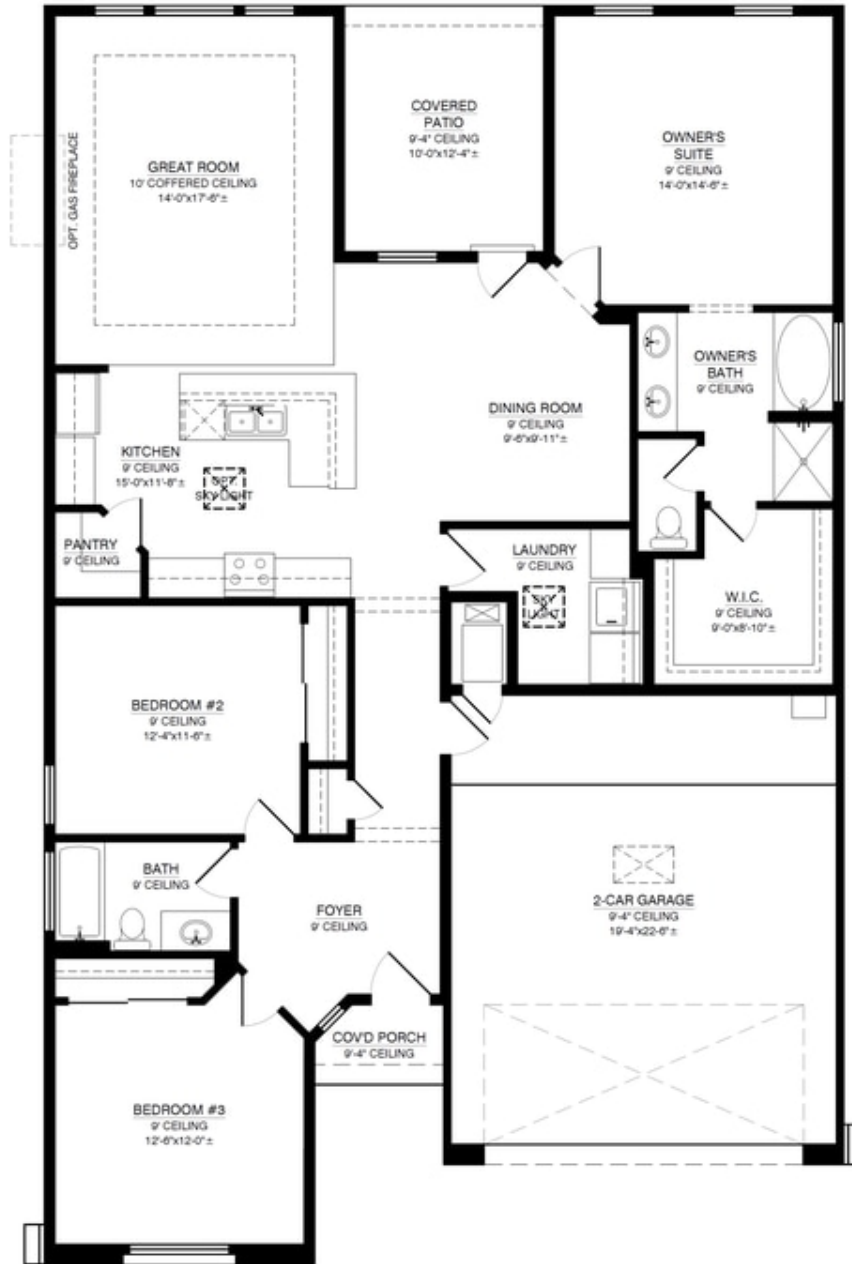 COVERED
PATIO
9'-4" CEILING
10'-0"x12'-4"±
OWNER'S
SUITE
9' CEILING
14'-0"x14'-6"±
GREAT ROOM
10' COFFERED CEILING
14'-0"x17'-6"±
OPT. GAS FIREPLACE
OWNER'S
BATH
9' CEILING
DINING ROOM
9' CEILING
9'-6"x9'-11"±
KITCHEN
9' CEILING
15'-0"x11'-8"±
OPT.
SKYLIGHT
PANTRY
9' CEILING
LAUNDRY
9' CEILING
SKY
LIGHT
W.I.C.
9' CEILING
9'-0"x8'-10"±
BEDROOM #2
9' CEILING
12'-4"x11'-6"±
BATH
9' CEILING
FOYER
9' CEILING
2-CAR GARAGE
9'-4" CEILING
19'-4"x22'-6"±
COV'D PORCH
9'-4" CEILING
BEDROOM #3
9' CEILING
12'-6"x12'-0"±